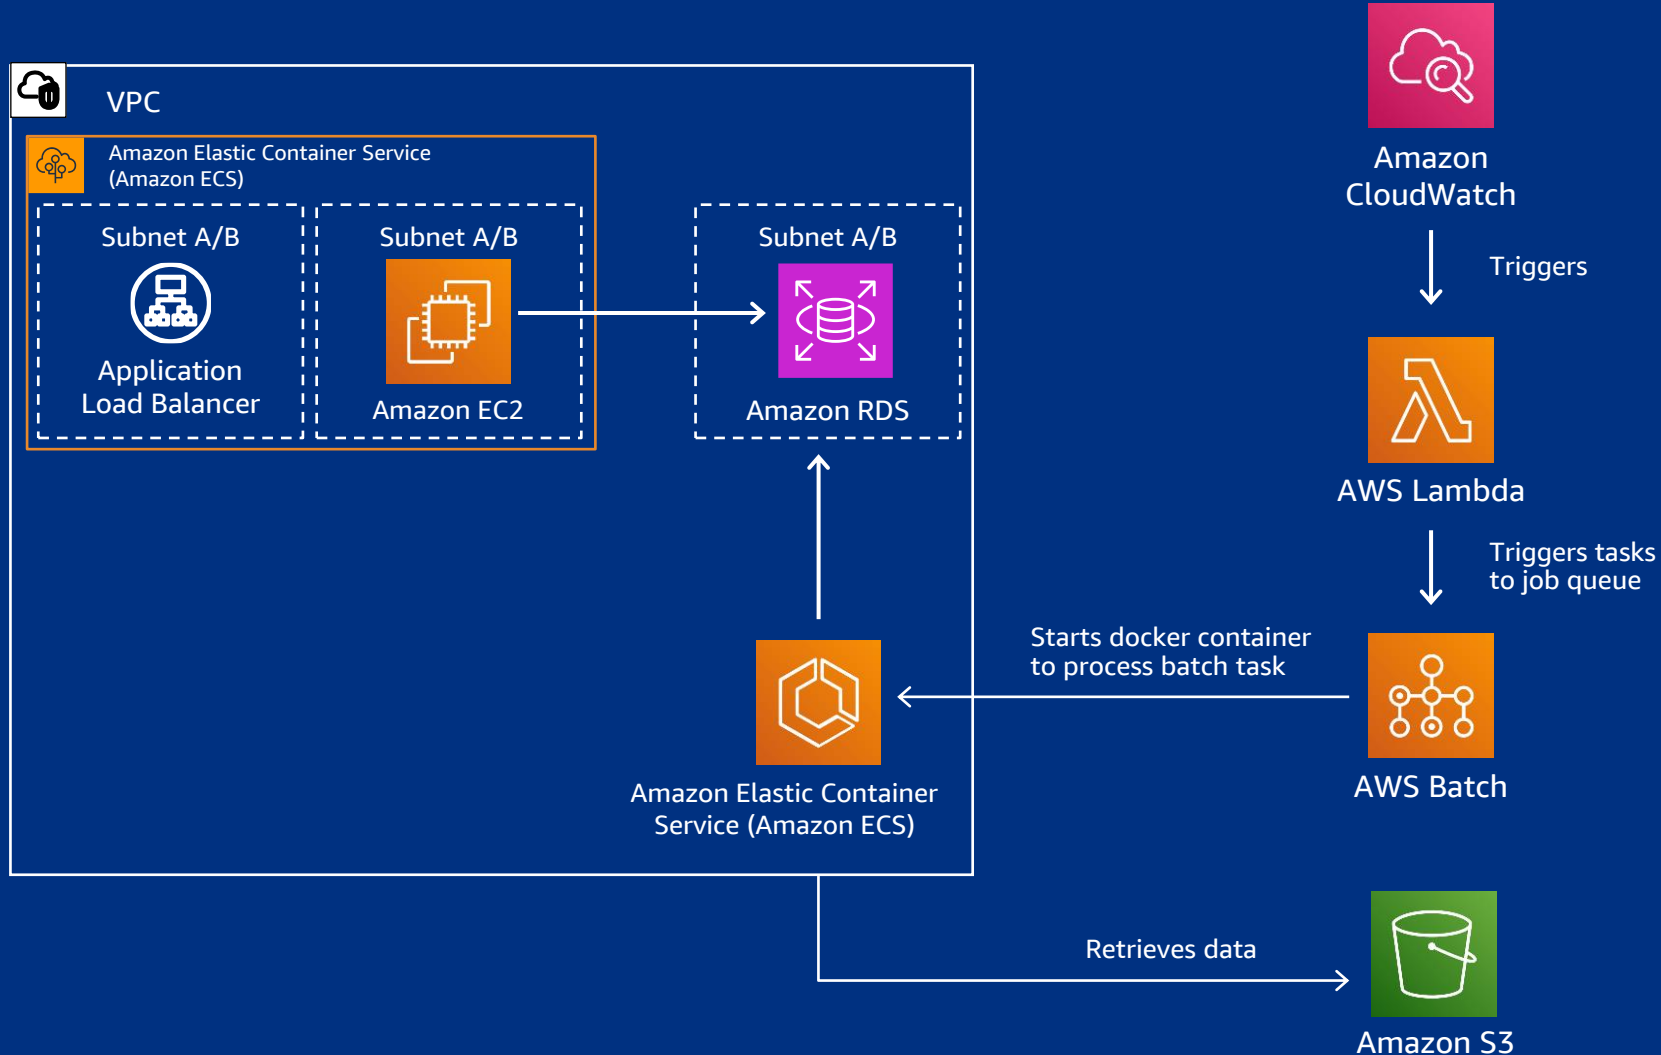 VPC
Amazon Elastic Container Service
(Amazon ECS)
Subnet A/B
Application
Load Balancer
Subnet A/B
Amazon EC2
Subnet A/B
Amazon RDS
Amazon Elastic Container
Service (Amazon ECS)
Amazon
CloudWatch
Triggers
AWS Lambda
Triggers tasks
to job queue
Starts docker container
to process batch task
AWS Batch
Retrieves data
Amazon S3